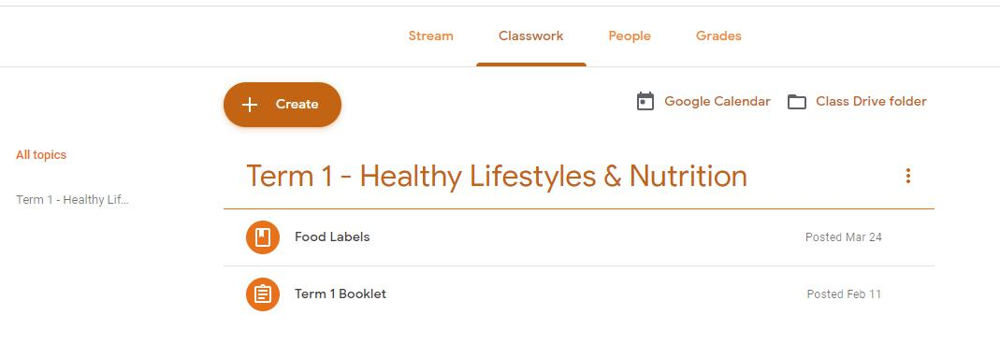 Stream Classwork People Grades
Create
Google Calendar Class Drive folder
All topics
Term 1 - Healthy Lif...
Term 1 - Healthy Lifestyles & Nutrition
Food Labels Posted Mar 24
Term 1 Booklet Posted Feb 11